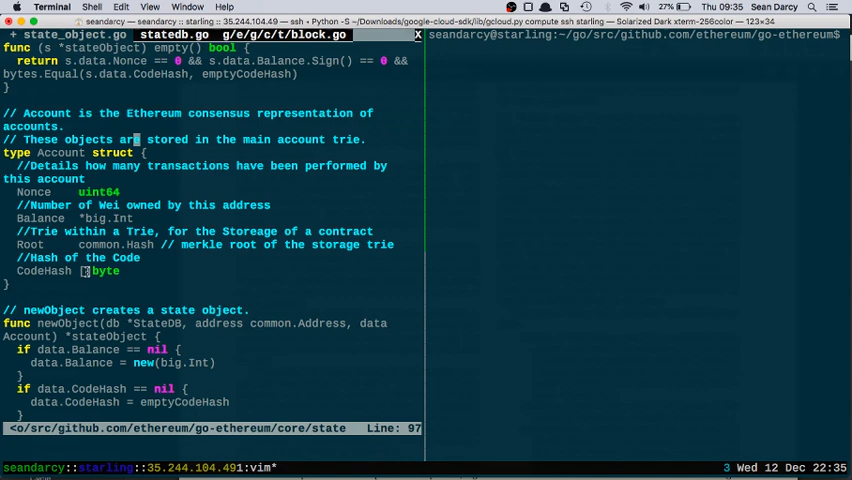 Shell Edit View Window Help 27% Thu 09:35 Sean Darcy
seandarcy :: starling :: 35.244.104.49 — ssh • Python -S ~/Downloads/google-cloud-sdk/lib/gcloud.py compute ssh starling — Solarized Dark xterm-256color — 123×34
+ state_object.go statedb.go g/e/g/c/t/block.go X
seandarcy@starling:~/go/src/github.com/ethereum/go-ethereum$
func (s *stateObject) empty() bool {
return s.data.Nonce == 0 && s.data.Balance.Sign() == 0 &&
bytes.Equal(s.data.CodeHash, emptyCodeHash)
}
// Account is the Ethereum consensus representation of
accounts.
// These objects are stored in the main account trie.
type Account struct {
//Details how many transactions have been performed by
this account
Nonce uint64
//Number of Wei owned by this address
Balance *big.Int
//Trie within a Trie, for the Storeage of a contract
Root common.Hash // merkle root of the storage trie
//Hash of the Code
CodeHash []byte
}
// newObject creates a state object.
func newObject(db *StateDB, address common.Address, data
Account) *stateObject {
if data.Balance == nil {
data.Balance = new(big.Int)
}
if data.CodeHash == nil {
data.CodeHash = emptyCodeHash
}
<o/src/github.com/ethereum/go-ethereum/core/state Line: 97
seandarcy::starling::35.244.104.491:vim* 3 Wed 12 Dec 22:35